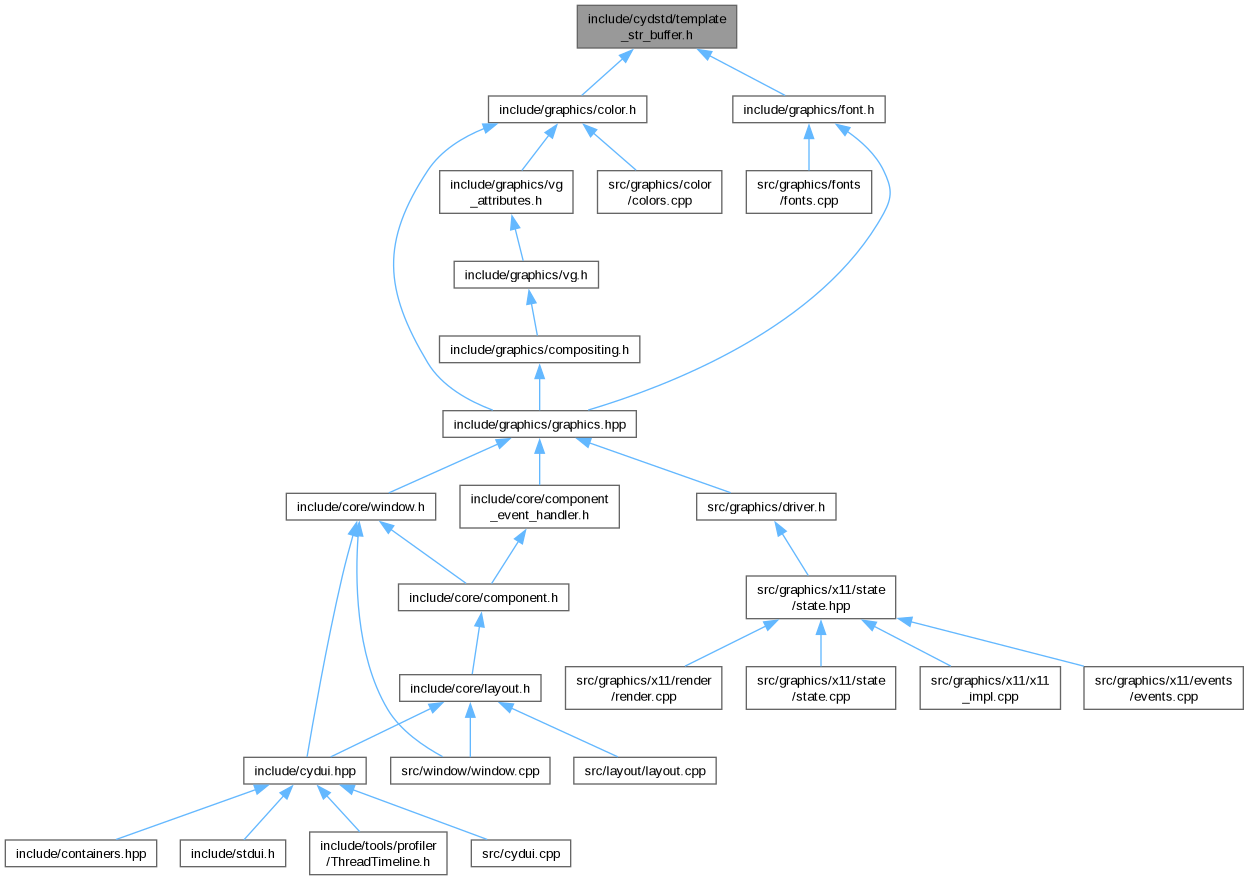 include/cydstd/template
_str_buffer.h
include/graphics/color.h
include/graphics/font.h
include/graphics/vg
_attributes.h
src/graphics/color
/colors.cpp
src/graphics/fonts
/fonts.cpp
include/graphics/vg.h
include/graphics/compositing.h
include/graphics/graphics.hpp
include/core/window.h
include/core/component
_event_handler.h
src/graphics/driver.h
include/core/component.h
src/graphics/x11/state
/state.hpp
include/core/layout.h
src/graphics/x11/render
/render.cpp
src/graphics/x11/state
/state.cpp
src/graphics/x11/x11
_impl.cpp
src/graphics/x11/events
/events.cpp
include/cydui.hpp
src/window/window.cpp
src/layout/layout.cpp
include/containers.hpp
include/stdui.h
include/tools/profiler
/ThreadTimeline.h
src/cydui.cpp